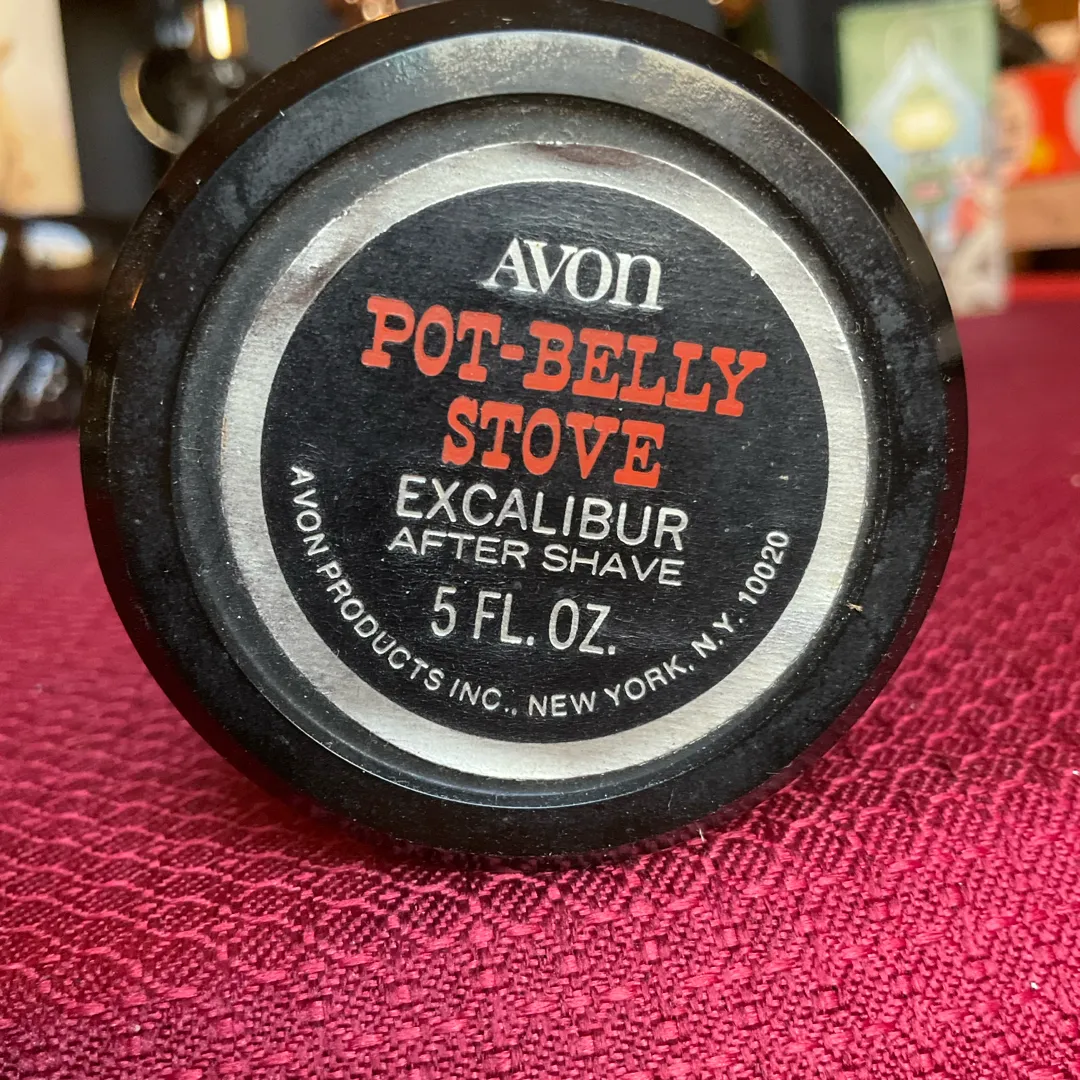 AVON
POT-BELLY
STOVE
EXCALIBUR
AFTER SHAVE
5 FL. OZ.
AVON PRODUCTS INC., NEW YORK, N.Y. 10020